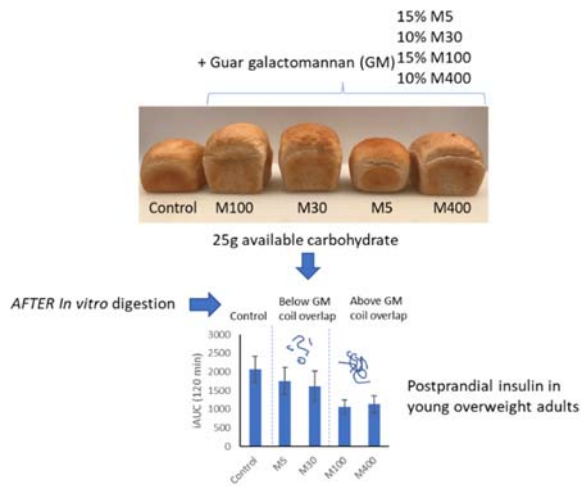 15% M5
10% M30
+ Guar galactomannan (GM) 15% M100
10% M400
Control M100 M30 M5 M400
25g available carbohydrate
AFTER In vitro digestion
Control
Below GM
coil overlap
Above GM
coil overlap
iAUC (120 min)
3000
2500
2000
1500
1000
500
0
Control
M5
M30
M100
M400
Postprandial insulin in
young overweight adults